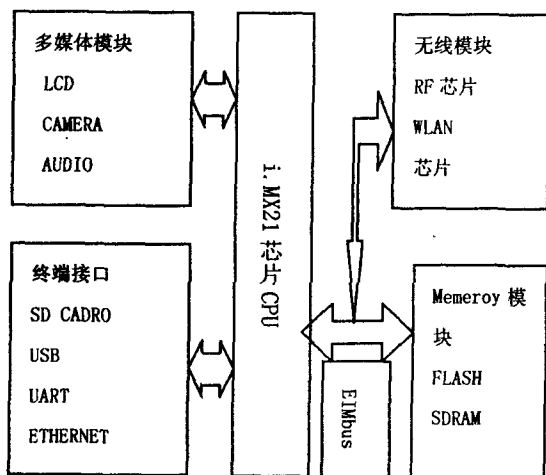 多媒体模块
LCD
CAMERA
AUDIO
终端接口
SD CADRO
USB
UART
ETHERNET
i.MX21 芯片 CPU
无线模块
RF 芯片
WLAN
芯片
EIMbus
Memeroy 模
块
FLASH
SDRAM